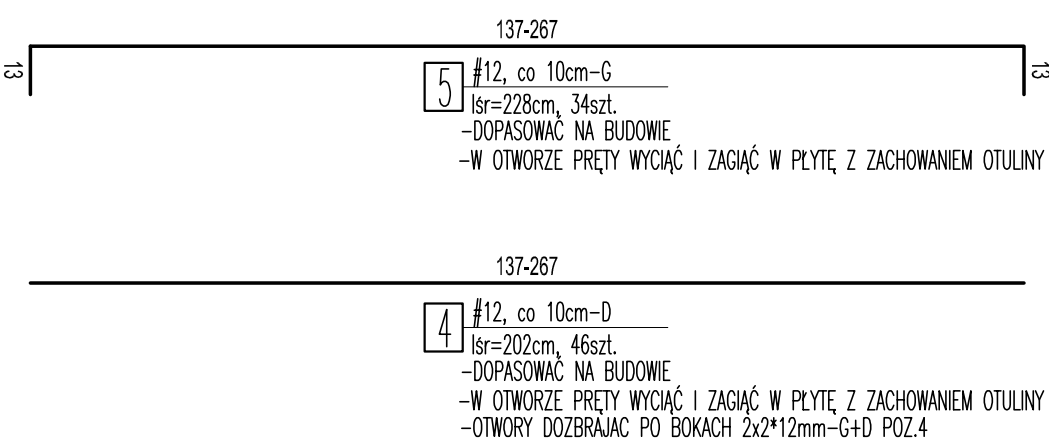 137-267
13
13
5
#12, co 10cm-G
lśr=228cm, 34szt.
-DOPASOWAĆ NA BUDOWIE
-W OTWORZE PRĘTY WYCIĄĆ I ZAGIĄĆ W PŁYTĘ Z ZACHOWANIEM OTULINY
137-267
4
#12, co 10cm-D
lśr=202cm, 46szt.
-DOPASOWAĆ NA BUDOWIE
-W OTWORZE PRĘTY WYCIĄĆ I ZAGIĄĆ W PŁYTĘ Z ZACHOWANIEM OTULINY
-OTWORY DOZBRAJAC PO BOKACH 2x2*12mm-G+D POZ.4